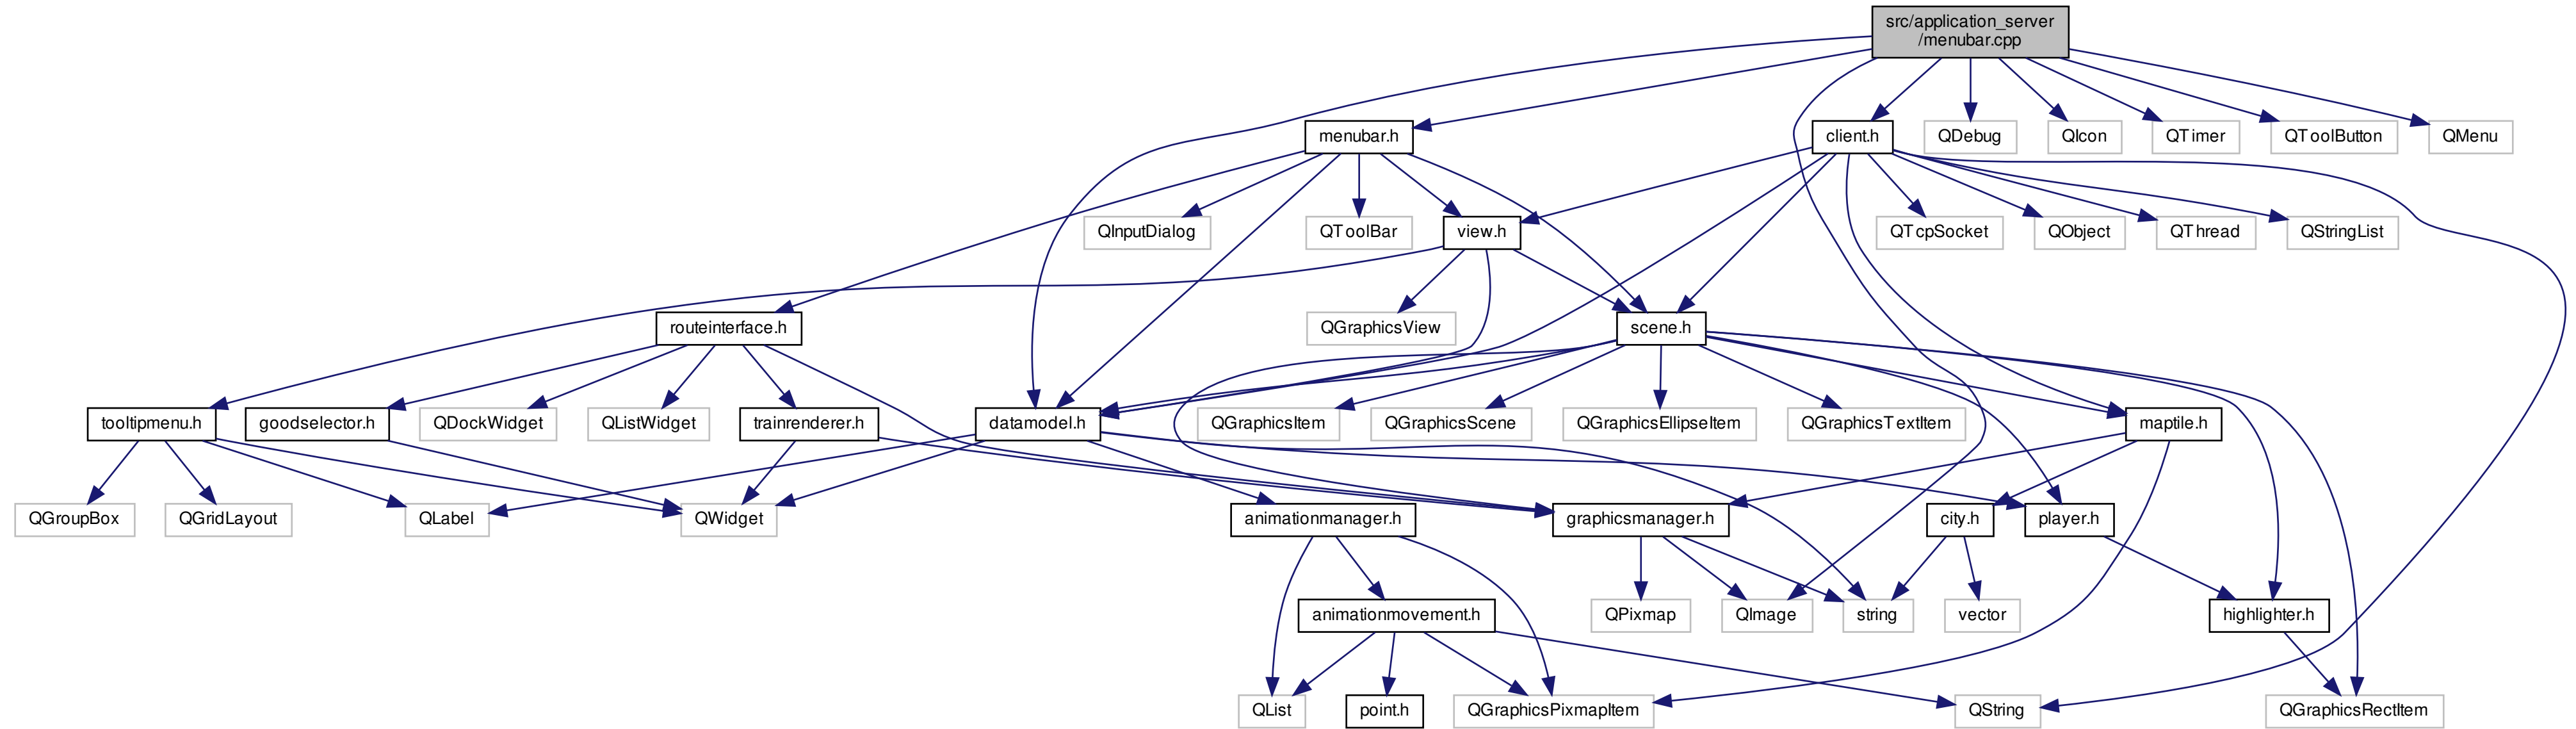 src/application_server
/menubar.cpp
menubar.h
client.h
QDebug
QIcon
QTimer
QToolButton
QMenu
QInputDialog
QToolBar
view.h
QTcpSocket
QObject
QThread
QStringList
routeinterface.h
QGraphicsView
scene.h
tooltipmenu.h
goodselector.h
QDockWidget
QListWidget
trainrenderer.h
datamodel.h
QGraphicsItem
QGraphicsScene
QGraphicsEllipseItem
QGraphicsTextItem
maptile.h
QGroupBox
QGridLayout
QLabel
QWidget
animationmanager.h
graphicsmanager.h
city.h
player.h
animationmovement.h
QPixmap
QImage
string
vector
highlighter.h
QList
point.h
QGraphicsPixmapItem
QString
QGraphicsRectItem